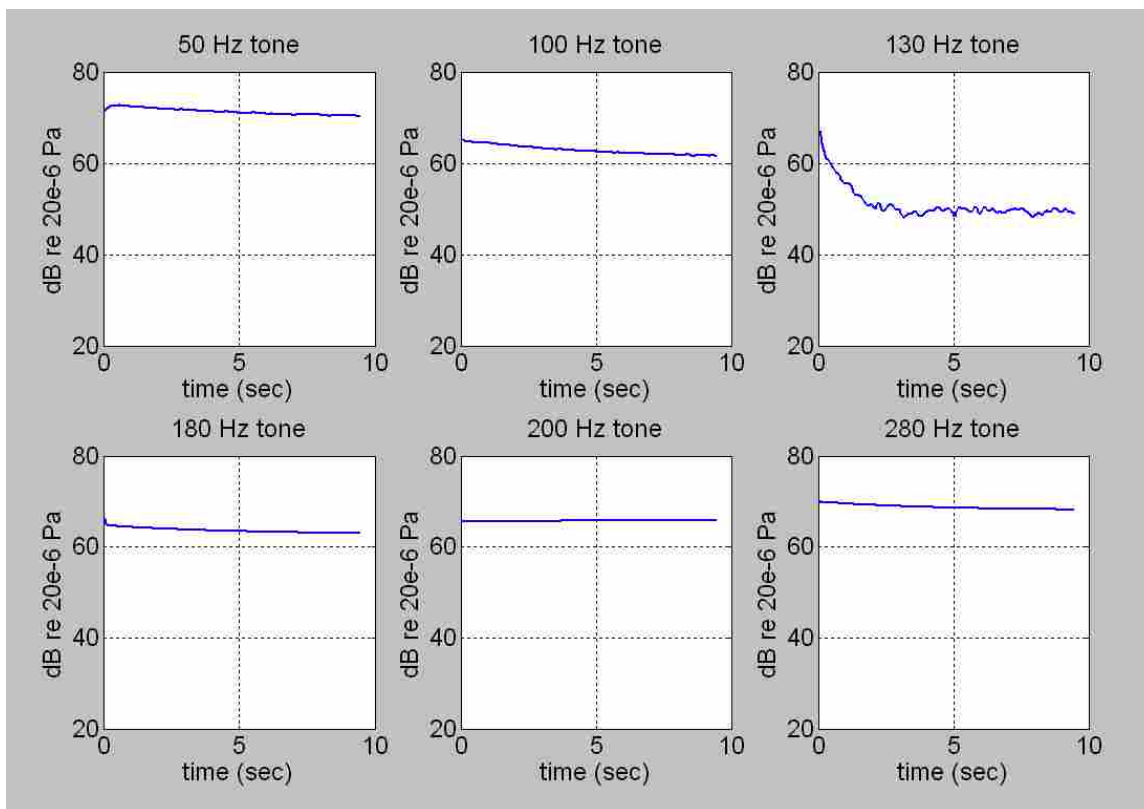 50 Hz tone
80
60
40
20
dB re 20e-6 Pa
0 5 10
time (sec)
100 Hz tone
80
60
40
20
dB re 20e-6 Pa
0 5 10
time (sec)
130 Hz tone
80
60
40
20
dB re 20e-6 Pa
0 5 10
time (sec)
180 Hz tone
80
60
40
20
dB re 20e-6 Pa
0 5 10
time (sec)
200 Hz tone
80
60
40
20
dB re 20e-6 Pa
0 5 10
time (sec)
280 Hz tone
80
60
40
20
dB re 20e-6 Pa
0 5 10
time (sec)